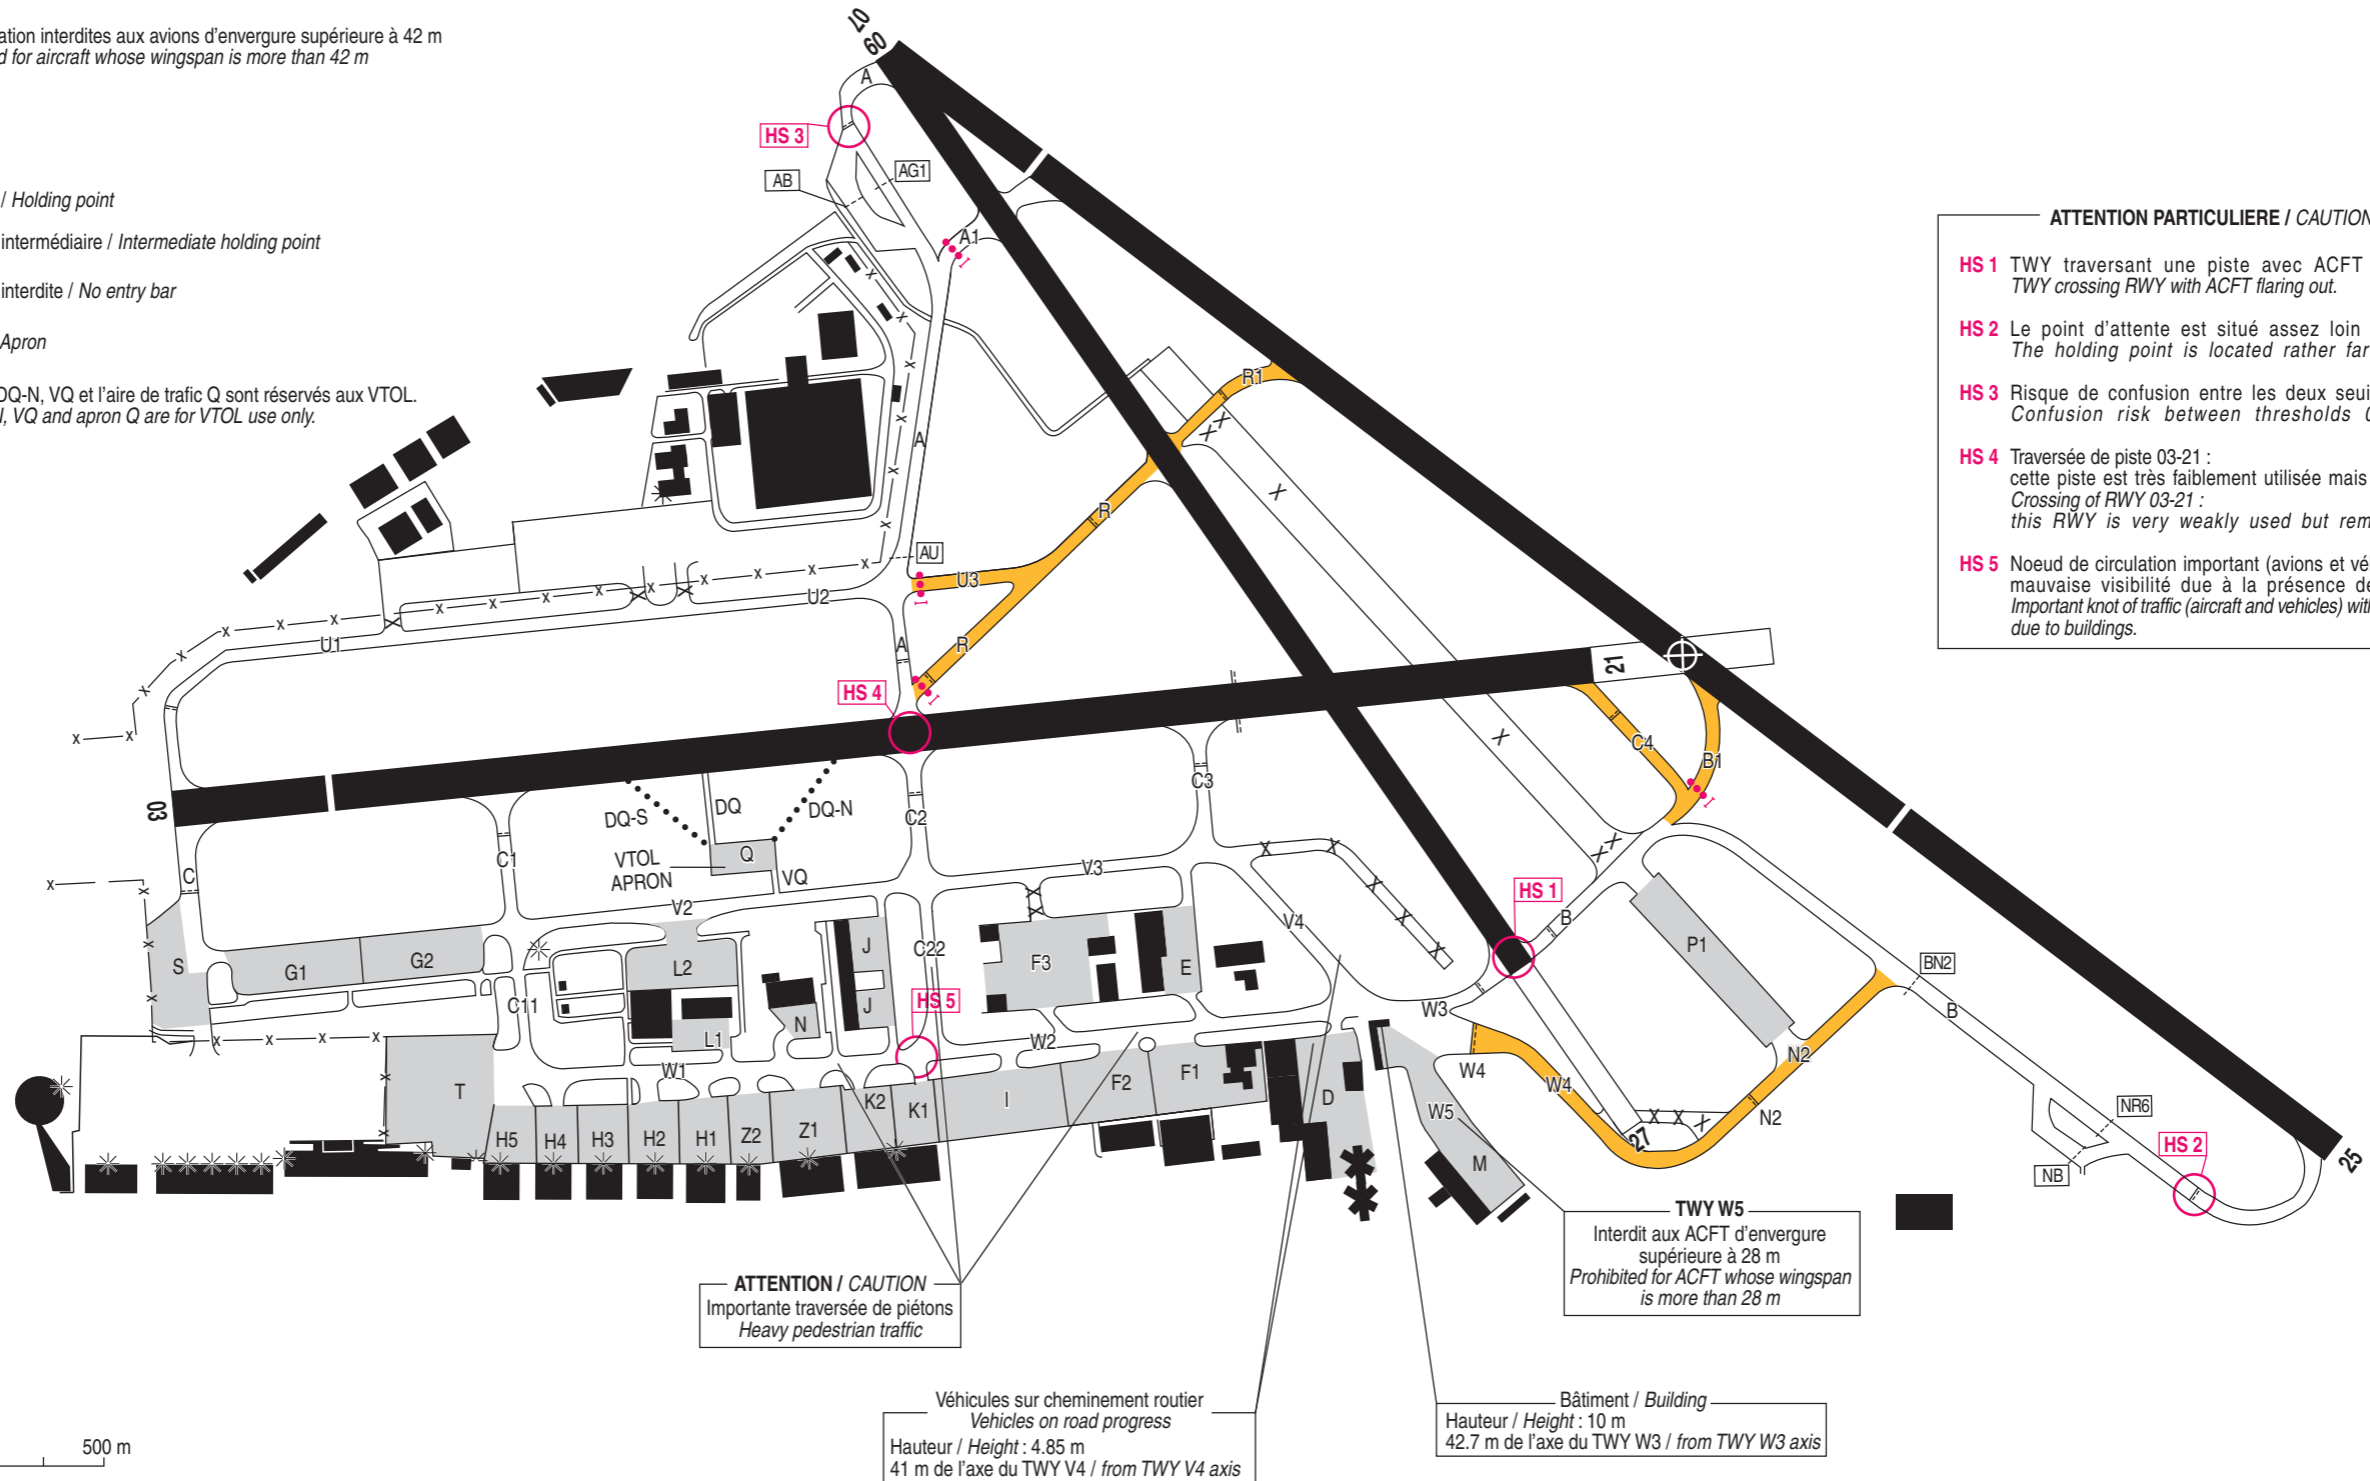 ation interdites aux avions d'envergure supérieure à 42 m
d for aircraft whose wingspan is more than 42 m
/ Holding point
intermédiaire / Intermediate holding point
interdite / No entry bar
Apron
DQ-N, VQ et l'aire de trafic Q sont réservés aux VTOL.
I, VQ and apron Q are for VTOL use only.
07
09
A
HS 3
AB
AG1
A1
I
ATTENTION PARTICULIERE / CAUTION
HS 1 TWY traversant une piste avec ACFT
TWY crossing RWY with ACFT flaring out.
HS 2 Le point d'attente est situé assez loin
The holding point is located rather far
HS 3 Risque de confusion entre les deux seui
Confusion risk between thresholds 0
HS 4 Traversée de piste 03-21 :
cette piste est très faiblement utilisée mais
Crossing of RWY 03-21 :
this RWY is very weakly used but rem
HS 5 Noeud de circulation important (avions et vé
mauvaise visibilité due à la présence de
Important knot of traffic (aircraft and vehicles) with
due to buildings.
R1
A
R
AU
U3
I
U2
U1
A
R
I
HS 4
21
C4
B1
I
03
DQ-S
DQ
DQ-N
C2
C3
C1
VTOL
APRON
Q
VQ
V3
C
V2
HS 1
B
V4
S
G1
G2
L2
J
C22
F3
E
P1
BN2
B
C11
J
HS 5
N
L1
W2
W3
N2
W1
W4
W4
T
K2
K1
I
F2
F1
D
W5
N2
NR6
H5
H4
H3
H2
H1
Z2
Z1
27
M
HS 2
NB
25
TWY W5
Interdit aux ACFT d'envergure
supérieure à 28 m
Prohibited for ACFT whose wingspan
is more than 28 m
ATTENTION / CAUTION
Importante traversée de piétons
Heavy pedestrian traffic
Véhicules sur cheminement routier
Vehicles on road progress
Hauteur / Height : 4.85 m
41 m de l'axe du TWY V4 / from TWY V4 axis
Bâtiment / Building
Hauteur / Height : 10 m
42.7 m de l'axe du TWY W3 / from TWY W3 axis
500 m